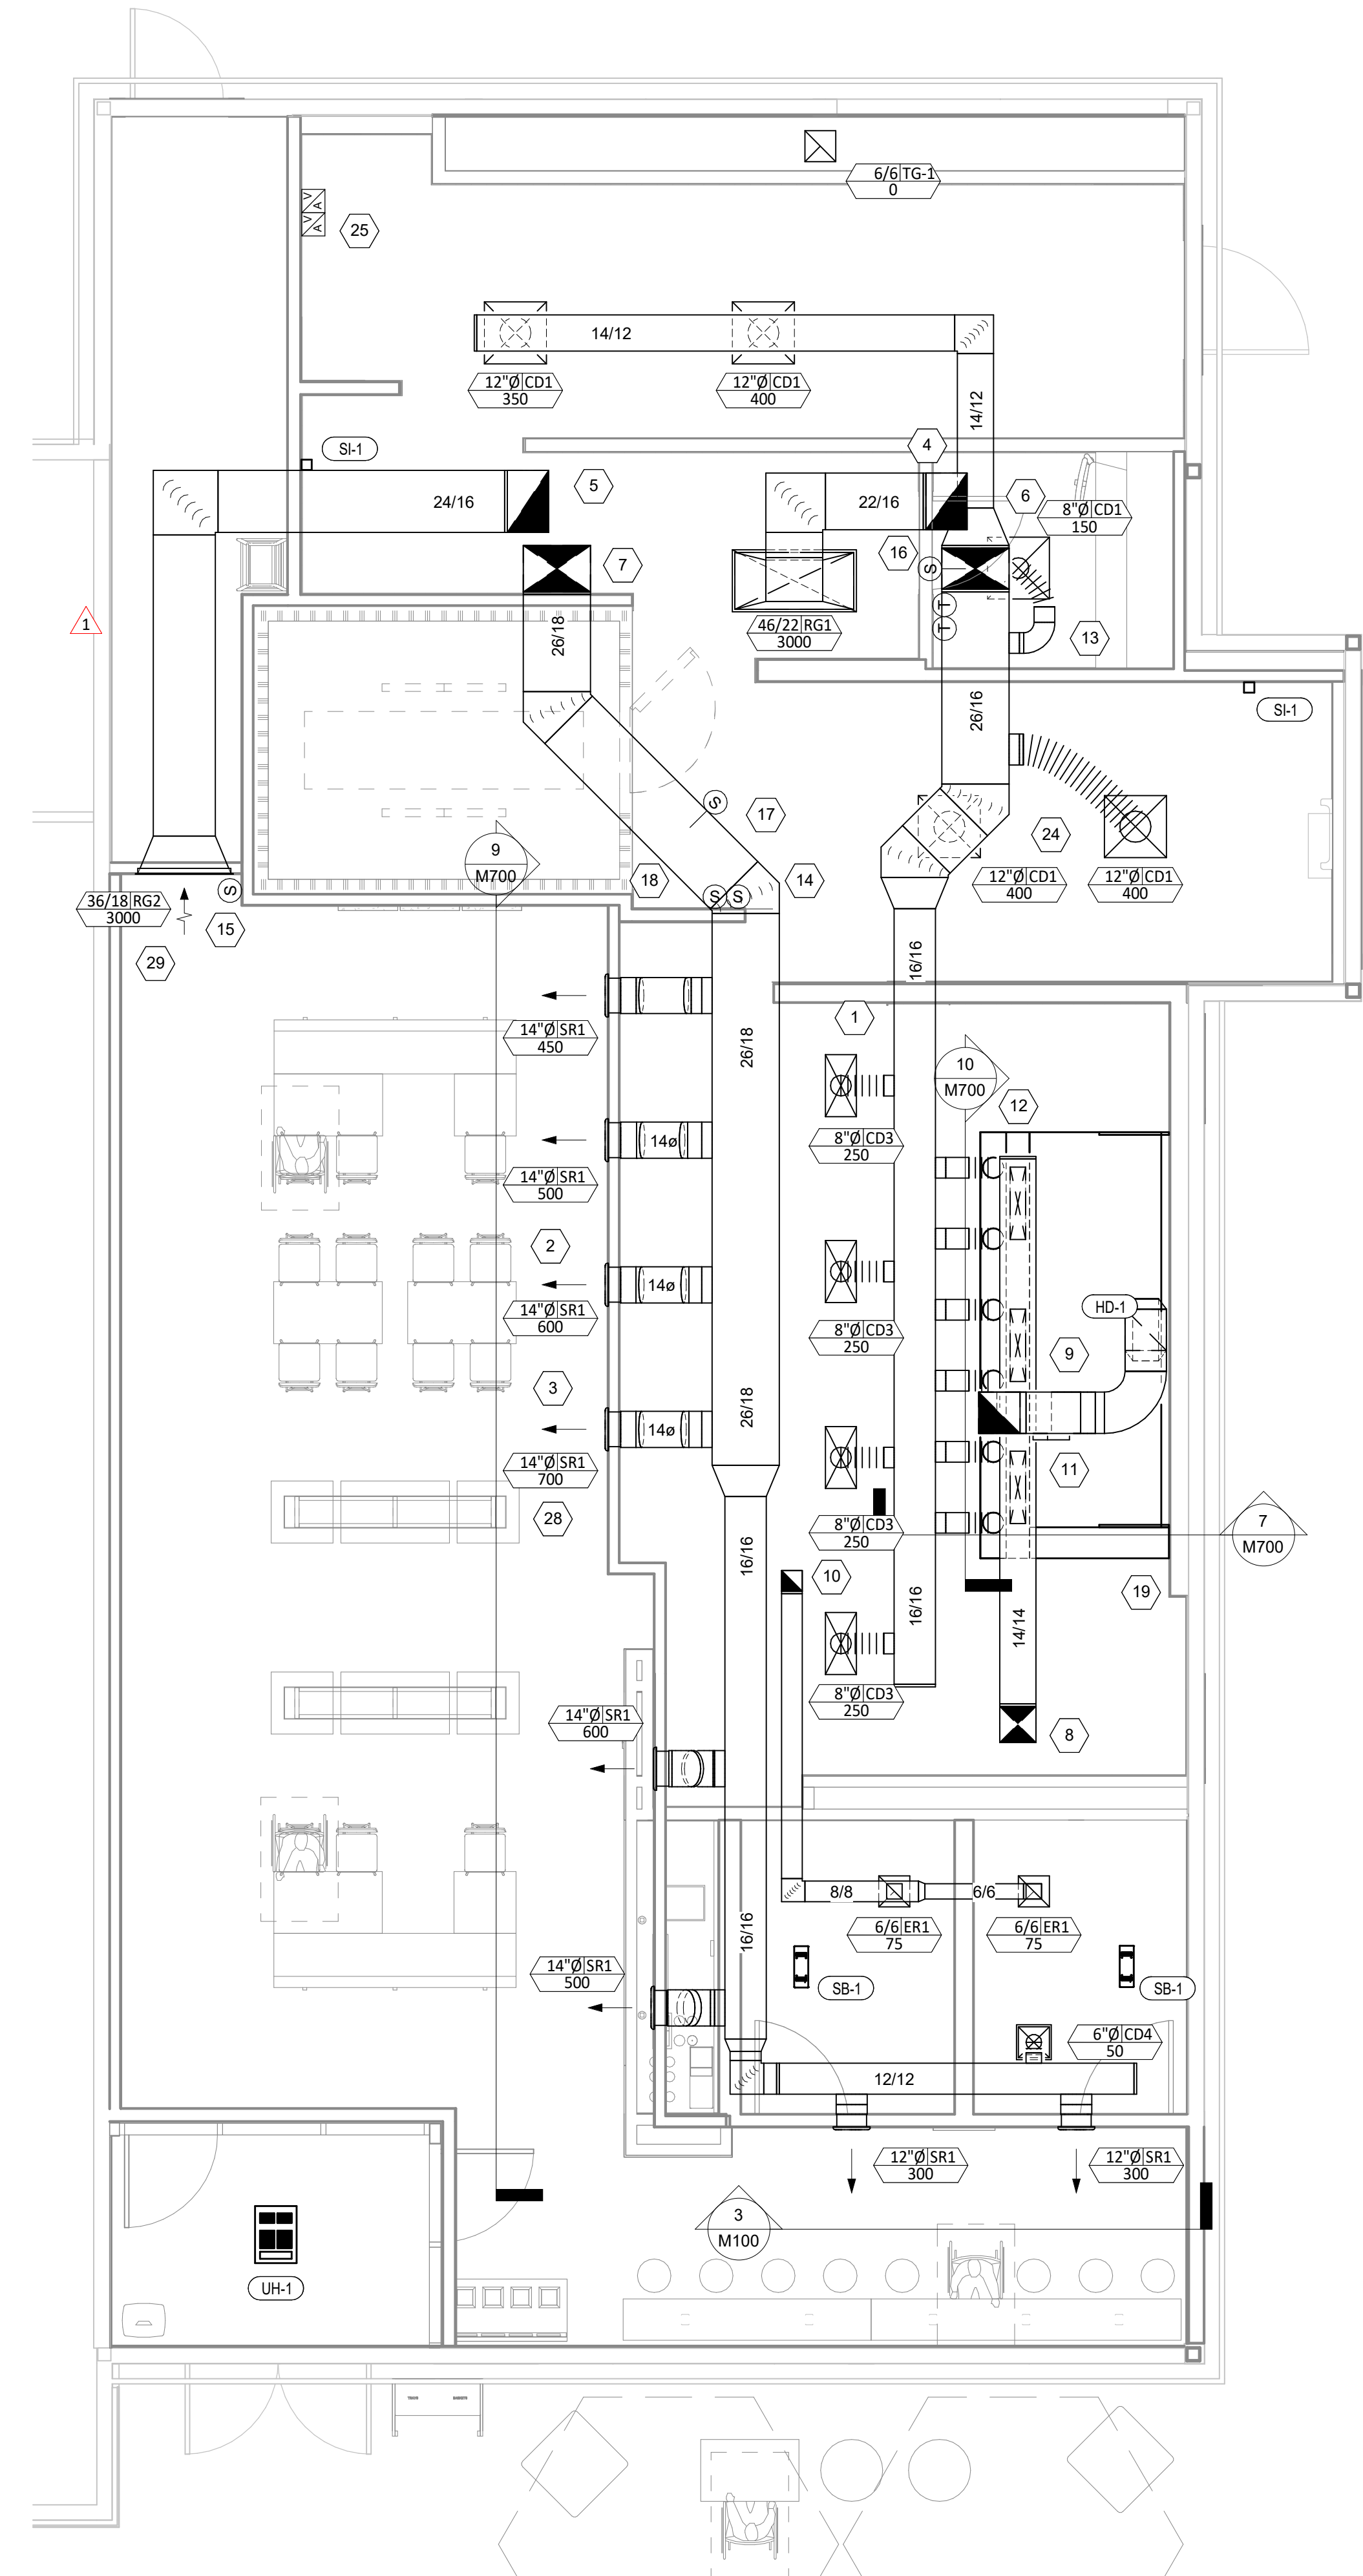 6/6 TG-1
0
V
A
V
A
25
14/12
12"Ø CD1
350
12"Ø CD1
400
14/12
SI-1
4
5
24/16
22/16
6
8"Ø CD1
150
16
7
S
26/18
T
T
1
46/22 RG1
3000
13
26/16
SI-1
S
17
9
M700
24
18
14
S
S
12"Ø CD1
400
12"Ø CD1
400
36/18 RG2
3000
S
15
29
16/16
14"Ø SR1
450
26/18
1
10
M700
12
14ø
8"Ø CD3
250
14"Ø SR1
500
2
14ø
14"Ø SR1
600
HD-1
8"Ø CD3
250
9
3
26/18
14ø
14"Ø SR1
700
11
28
8"Ø CD3
250
7
M700
16/16
10
19
16/16
14/14
8"Ø CD3
250
14"Ø SR1
600
8
8/8
6/6
6/6 ER1
75
6/6 ER1
75
16/16
14"Ø SR1
500
SB-1
SB-1
6"Ø CD4
50
12/12
12"Ø SR1
300
12"Ø SR1
300
3
M100
UH-1